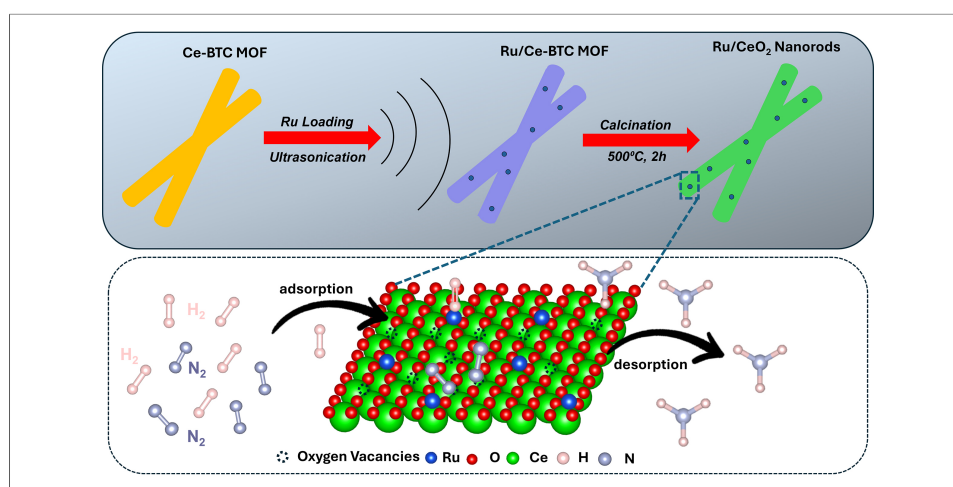 Ce-BTC MOF
Ru/Ce-BTC MOF
Ru/CeO₂ Nanorods
Ru Loading
Ultrasonication
Calcination
500⁰C, 2h
adsorption
H₂
H₂
N₂
N₂
desorption
Oxygen Vacancies Ru O Ce H N